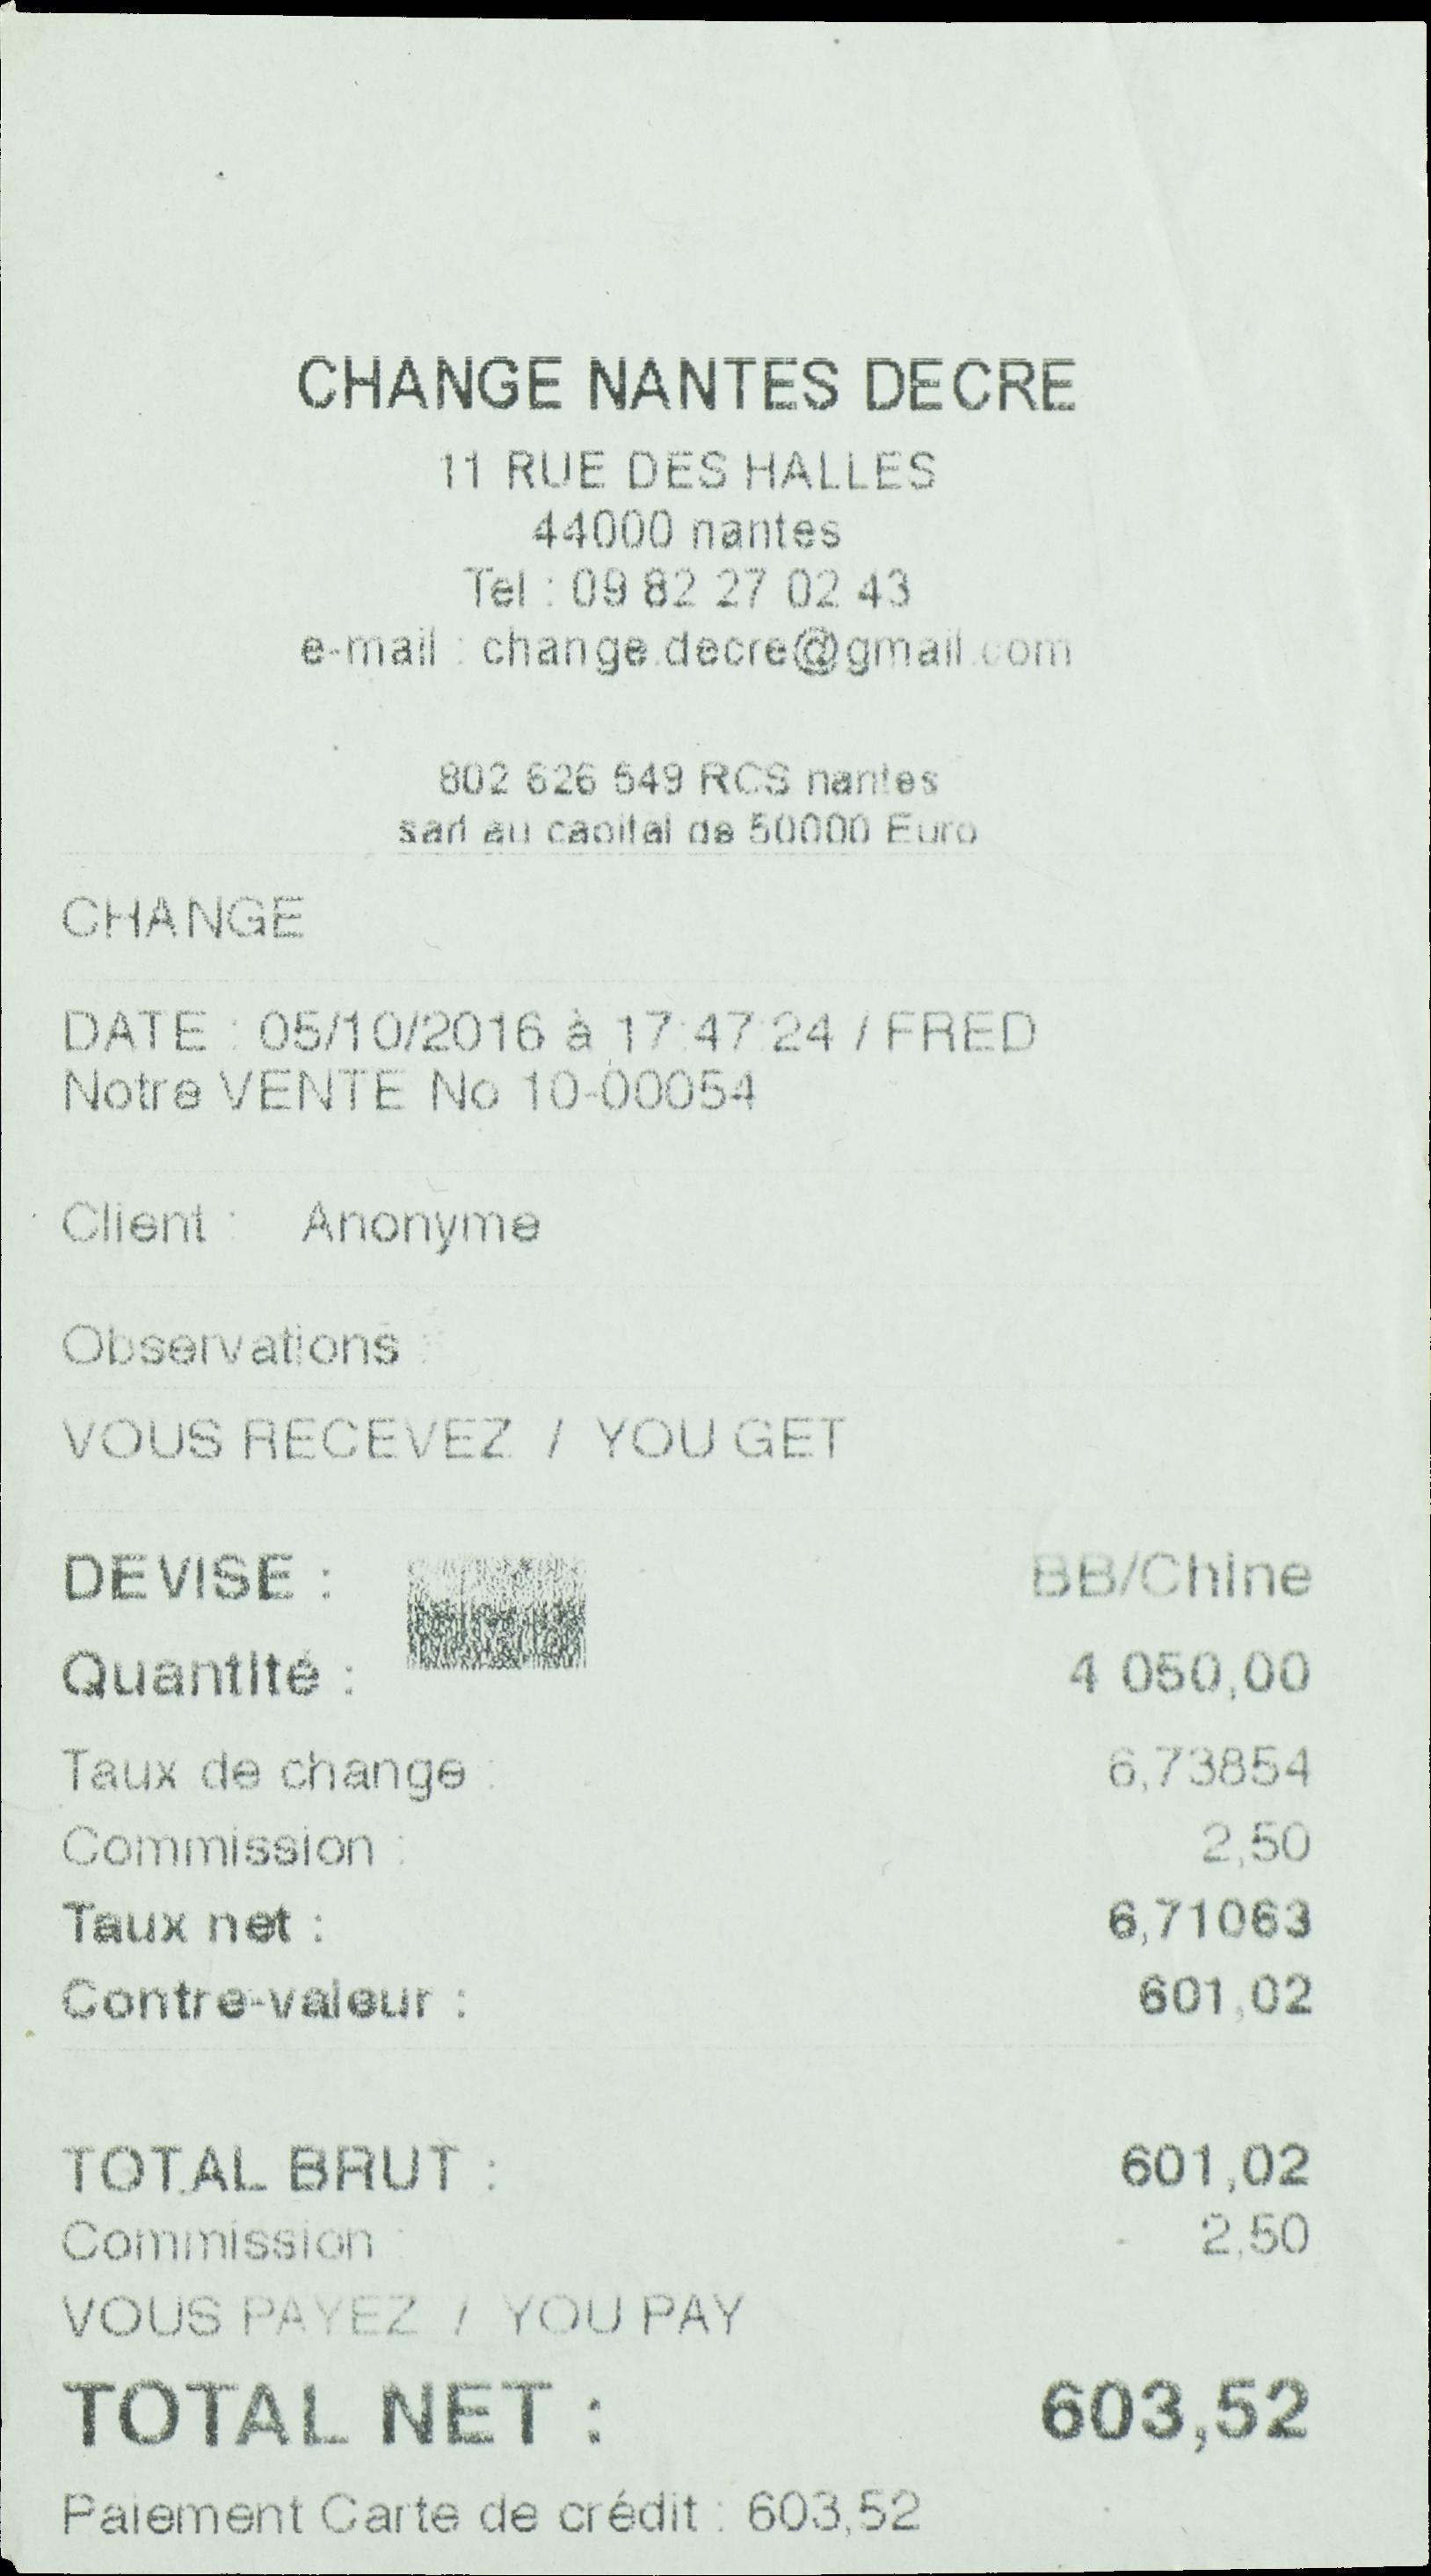 CHANGE NANTES DECRE
11 RUE DES HALLES
44000 nantes
Tel : 09 82 27 02 43
e-mail : change.decre@gmail.com
802 626 549 RCS nantes
sarl au capital de 50000 Euro
CHANGE
DATE : 05/10/2016 à 17:47:24 / FRED
Notre VENTE No 10-00054
Client : Anonyme
Observations :
VOUS RECEVEZ / YOU GET
DEVISE : BB/Chine
Quantité : 4 050,00
Taux de change : 6,73854
Commission : 2,50
Taux net : 6,71063
Contre-valeur : 601,02
TOTAL BRUT : 601,02
Commission : 2,50
VOUS PAYEZ / YOU PAY
TOTAL NET : 603,52
Paiement Carte de crédit : 603,52